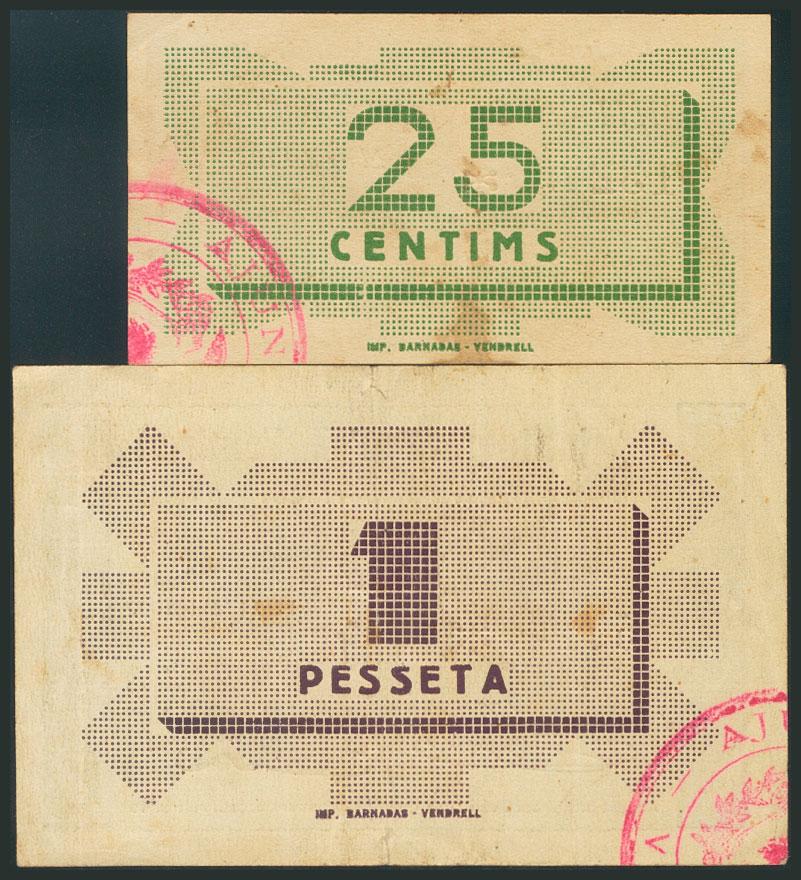 25
CENTIMS
IMP. BARNADAS - VENDRELL
1
PESSETA
IMP. BARNADAS - VENDRELL